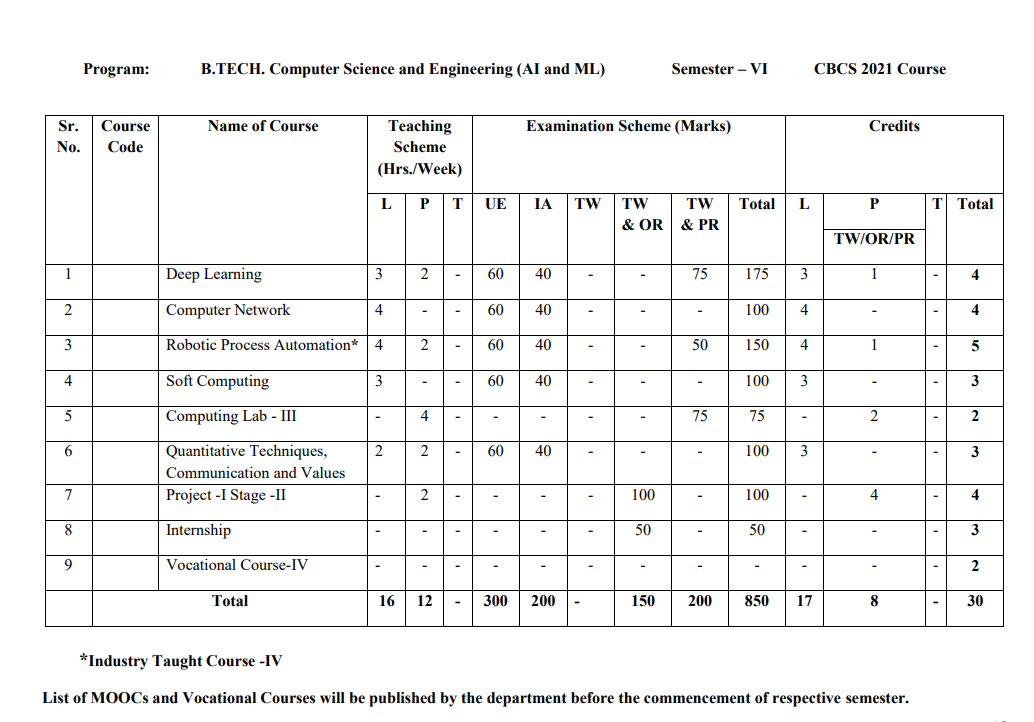 Program: B.TECH. Computer Science and Engineering (AI and ML) Semester – VI CBCS 2021 Course
Sr. No. Course Code Name of Course Teaching Scheme (Hrs./Week) Examination Scheme (Marks) Credits
L P T UE IA TW TW & OR TW & PR Total L P T Total
TW/OR/PR
1 Deep Learning 3 2 - 60 40 - - 75 175 3 1 - 4
2 Computer Network 4 - - 60 40 - - - 100 4 - - 4
3 Robotic Process Automation* 4 2 - 60 40 - - 50 150 4 1 - 5
4 Soft Computing 3 - - 60 40 - - - 100 3 - - 3
5 Computing Lab - III - 4 - - - - - 75 75 - 2 - 2
6 Quantitative Techniques, 2 2 - 60 40 - - - 100 3 - - 3
Communication and Values
7 Project -I Stage -II - 2 - - - - 100 - 100 - 4 - 4
8 Internship - - - - - - 50 - 50 - - - 3
9 Vocational Course-IV - - - - - - - - - - - - 2
Total 16 12 - 300 200 - 150 200 850 17 8 - 30
*Industry Taught Course -IV
List of MOOCs and Vocational Courses will be published by the department before the commencement of respective semester.